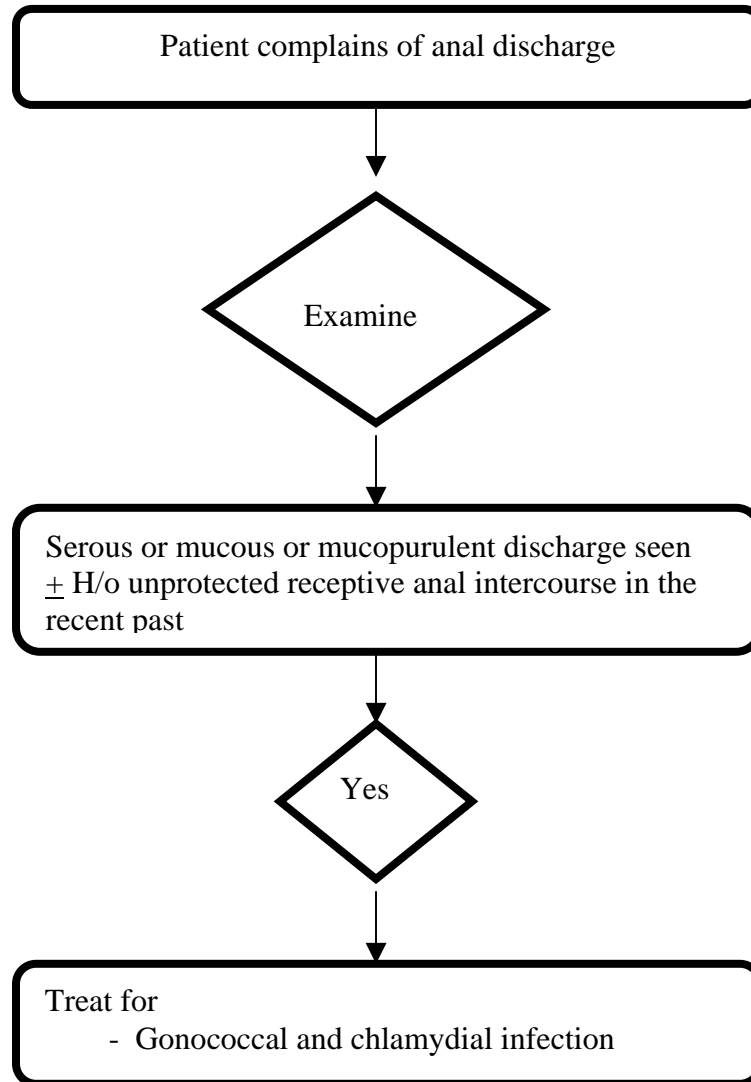 Patient complains of anal discharge
Examine
Serous or mucous or mucopurulent discharge seen
+ H/o unprotected receptive anal intercourse in the
recent past
Yes
Treat for
- Gonococcal and chlamydial infection